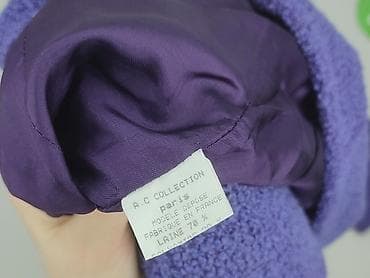 A.C COLLECTION
paris
MODELE DEPOSE
FABRIQUE EN FRANCE
LAINE 70 %